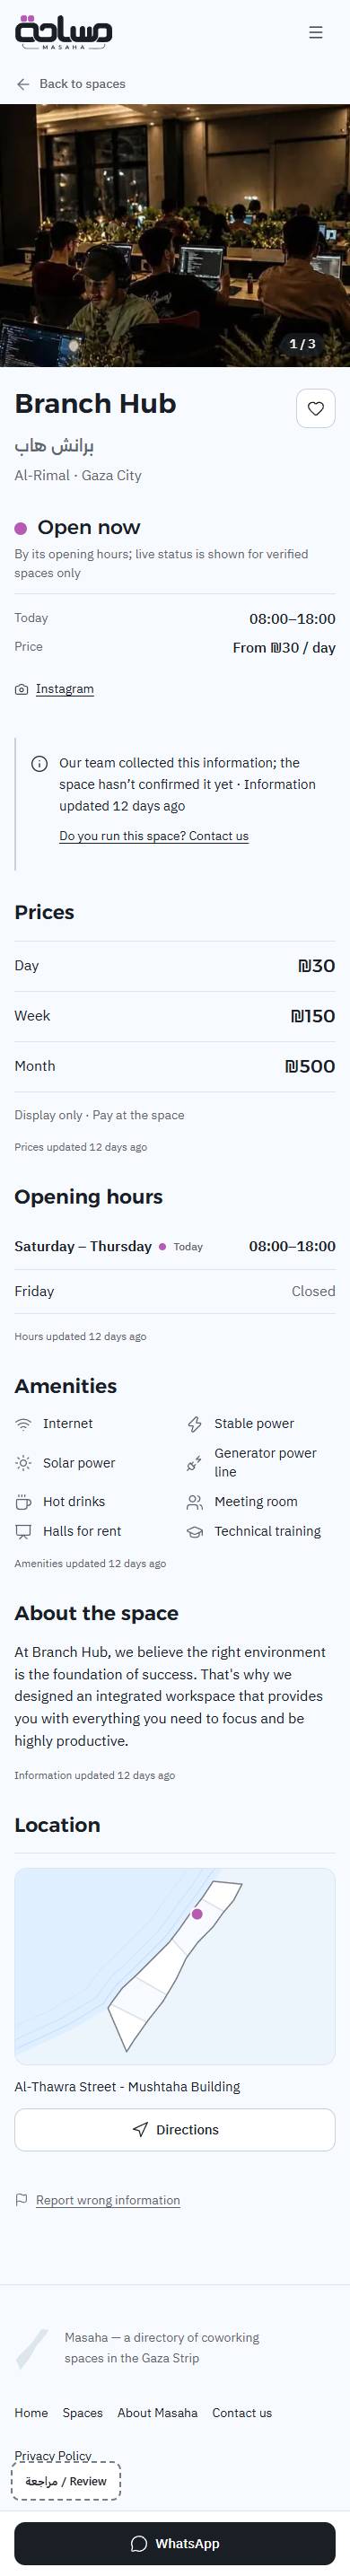 مساحة
MASAHA
Back to spaces
1 / 3
Branch Hub
برانش هاب
Al-Rimal · Gaza City
Open now
By its opening hours; live status is shown for verified
spaces only
Today 08:00–18:00
Price From ₪30 / day
Instagram
Our team collected this information; the
space hasn’t confirmed it yet · Information
updated 12 days ago
Do you run this space? Contact us
Prices
Day ₪30
Week ₪150
Month ₪500
Display only · Pay at the space
Prices updated 12 days ago
Opening hours
Saturday – Thursday Today 08:00–18:00
Friday Closed
Hours updated 12 days ago
Amenities
Internet Stable power
Solar power Generator power
line
Hot drinks Meeting room
Halls for rent Technical training
Amenities updated 12 days ago
About the space
At Branch Hub, we believe the right environment
is the foundation of success. That's why we
designed an integrated workspace that provides
you with everything you need to focus and be
highly productive.
Information updated 12 days ago
Location
Al-Thawra Street - Mushtaha Building
Directions
Report wrong information
Masaha — a directory of coworking
spaces in the Gaza Strip
Home Spaces About Masaha Contact us
Privacy Policy
مراجعة / Review
WhatsApp